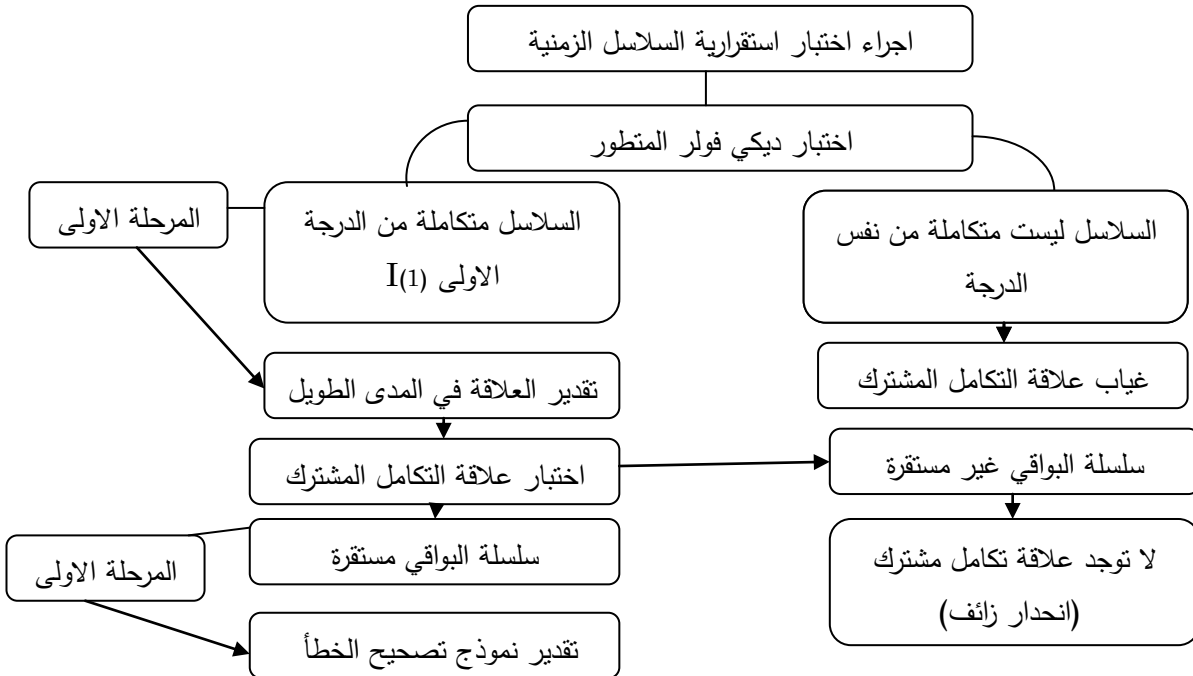 اجراء اختبار استقرارية السلاسل الزمنية
اختبار ديكي فولر المتطور
السلاسل ليست متكاملة من نفس
الدرجة
السلاسل متكاملة من الدرجة
الاولى I(1)
المرحلة الاولى
غياب علاقة التكامل المشترك
تقدير العلاقة في المدى الطويل
سلسلة البواقي غير مستقرة
اختبار علاقة التكامل المشترك
لا توجد علاقة تكامل مشترك
(انحدار زائف)
سلسلة البواقي مستقرة
المرحلة الاولى
تقدير نموذج تصحيح الخطأ